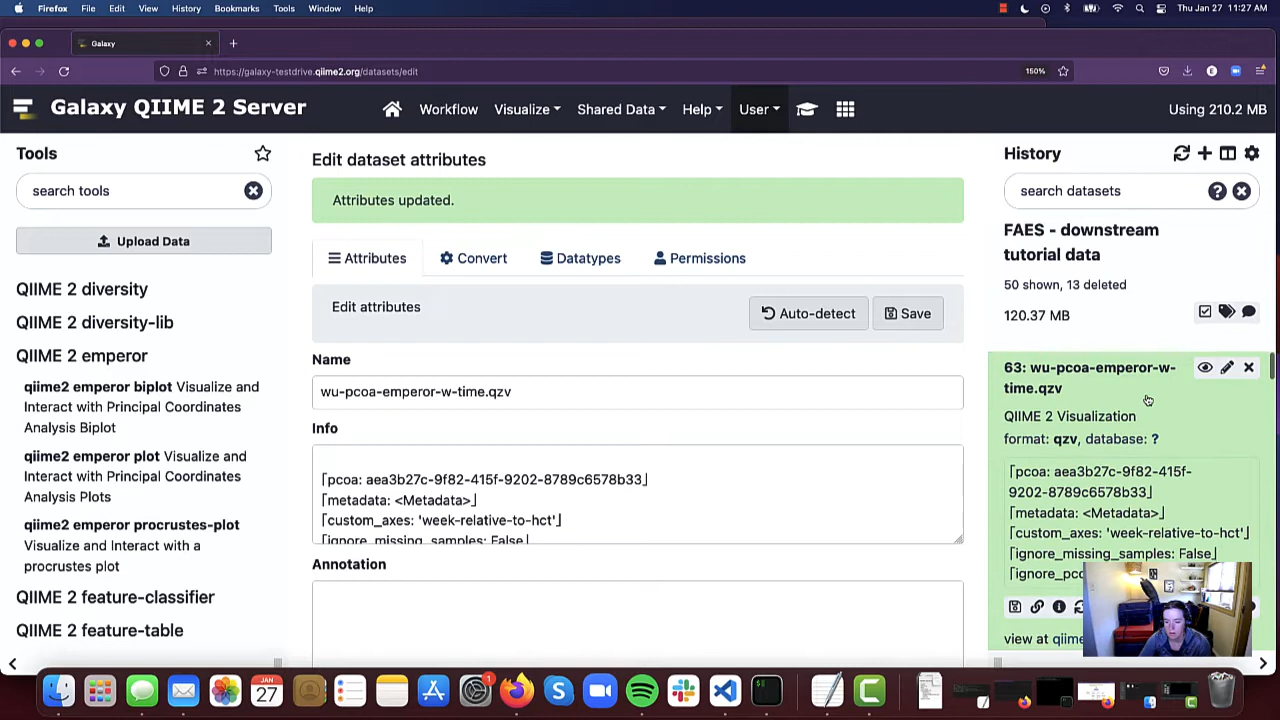 Firefox File Edit View History Bookmarks Tools Window Help Thu Jan 27 11:27 AM
Galaxy
https://galaxy-testdrive.qiime2.org/datasets/edit 150%
Galaxy QIIME 2 Server Workflow Visualize Shared Data Help User Using 210.2 MB
Tools
search tools
Upload Data
QIIME 2 diversity
QIIME 2 diversity-lib
QIIME 2 emperor
qiime2 emperor biplot Visualize and
Interact with Principal Coordinates
Analysis Biplot
qiime2 emperor plot Visualize and
Interact with Principal Coordinates
Analysis Plots
qiime2 emperor procrustes-plot
Visualize and Interact with a
procrustes plot
QIIME 2 feature-classifier
QIIME 2 feature-table
Edit dataset attributes
Attributes updated.
Attributes Convert Datatypes Permissions
Edit attributes Auto-detect Save
Name
wu-pcoa-emperor-w-time.qzv
Info
⌈pcoa: aea3b27c-9f82-415f-9202-8789c6578b33⌋
⌈metadata: <Metadata>⌋
⌈custom_axes: 'week-relative-to-hct'⌋
⌈ignore_missing_samples: False⌋
Annotation
History
search datasets
FAES - downstream
tutorial data
50 shown, 13 deleted
120.37 MB
63: wu-pcoa-emperor-w-
time.qzv
QIIME 2 Visualization
format: qzv, database: ?
⌈pcoa: aea3b27c-9f82-415f-
9202-8789c6578b33⌋
⌈metadata: <Metadata>⌋
⌈custom_axes: 'week-relative-to-hct'⌋
⌈ignore_missing_samples: False⌋
⌈ignore_pco
view at qiime
JAN
27
1